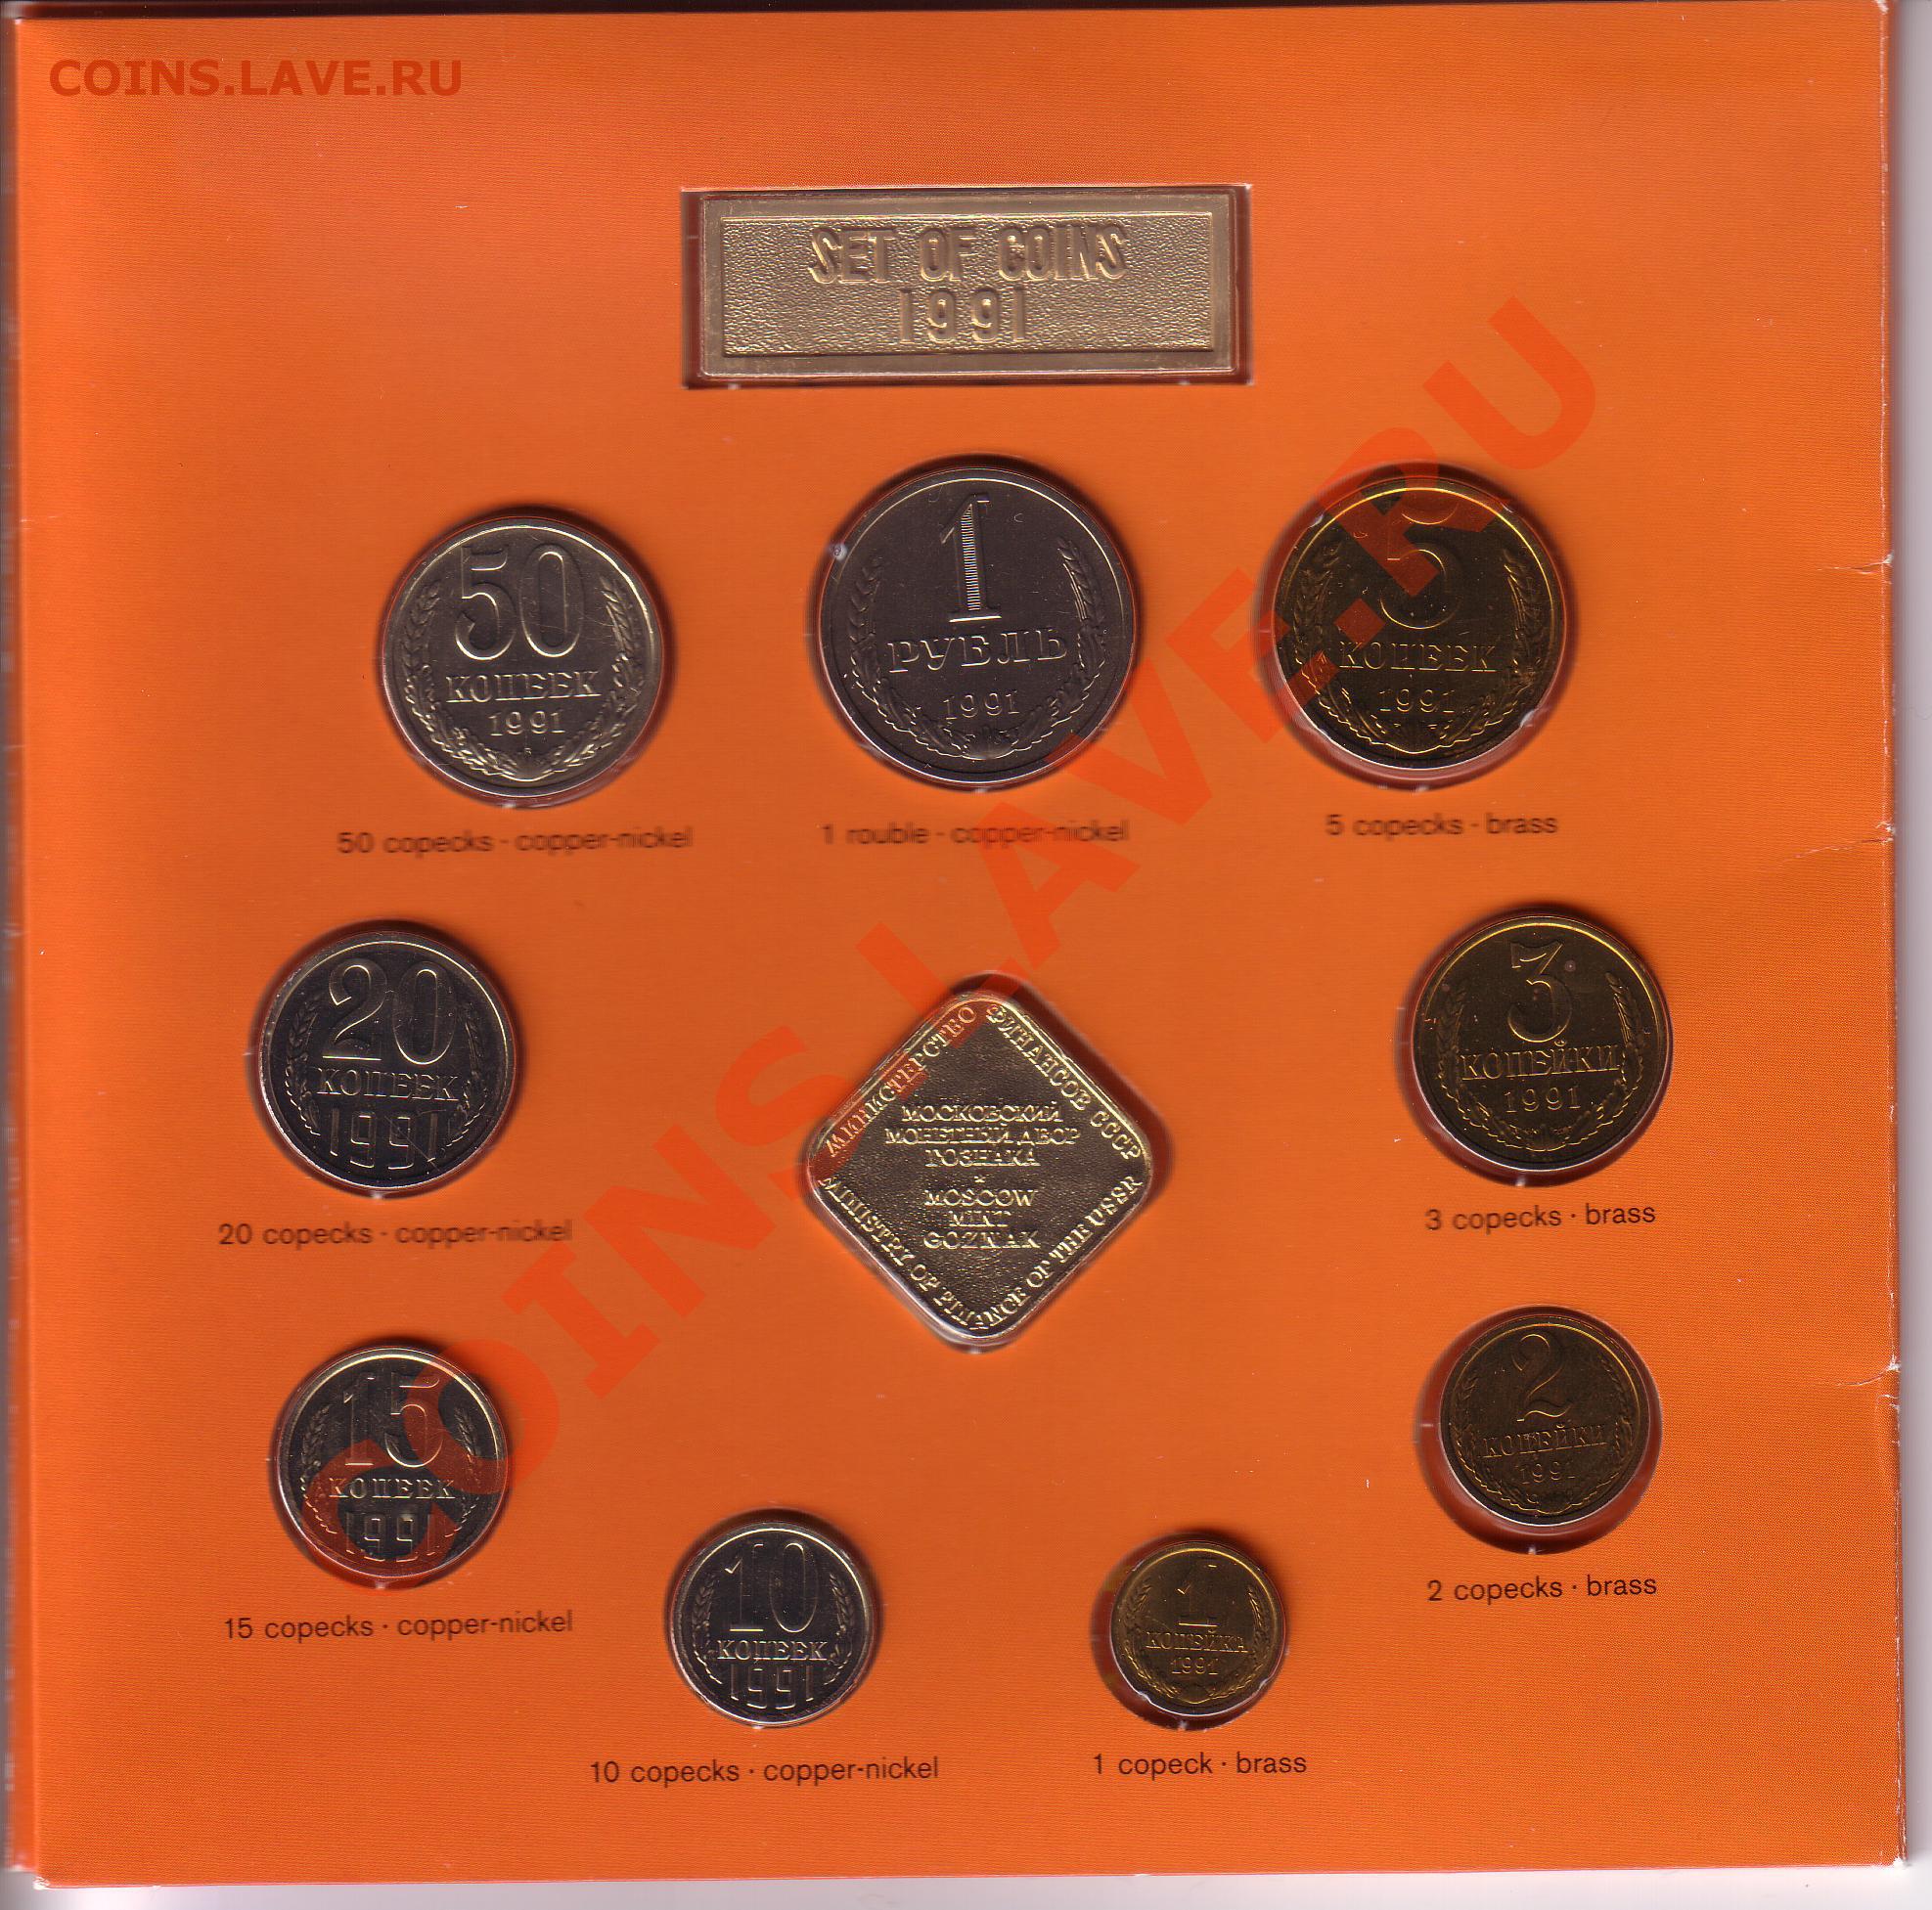 COINS.LAVE.RU
SET OF COINS
1991
50
КОПЕЕК
1991
50 copecks · copper-nickel
1
РУБЛЬ
1991
1 rouble · copper-nickel
5
КОПЕЕК
1991
5 copecks · brass
20
КОПЕЕК
1991
20 copecks · copper-nickel
МИНИСТЕРСТВО ФИНАНСОВ СССР
МОСКОВСКИЙ
МОНЕТНЫЙ ДВОР
ГОЗНАКА
MOSCOW
MINT
GOZNAK
MINISTRY OF FINANCE OF THE USSR
3
КОПЕЙКИ
1991
3 copecks · brass
15
КОПЕЕК
1991
15 copecks · copper-nickel
10
КОПЕЕК
1991
10 copecks · copper-nickel
1
КОПЕЙКА
1991
1 copeck · brass
2
КОПЕЙКИ
1991
2 copecks · brass
COINS.LAVE.RU